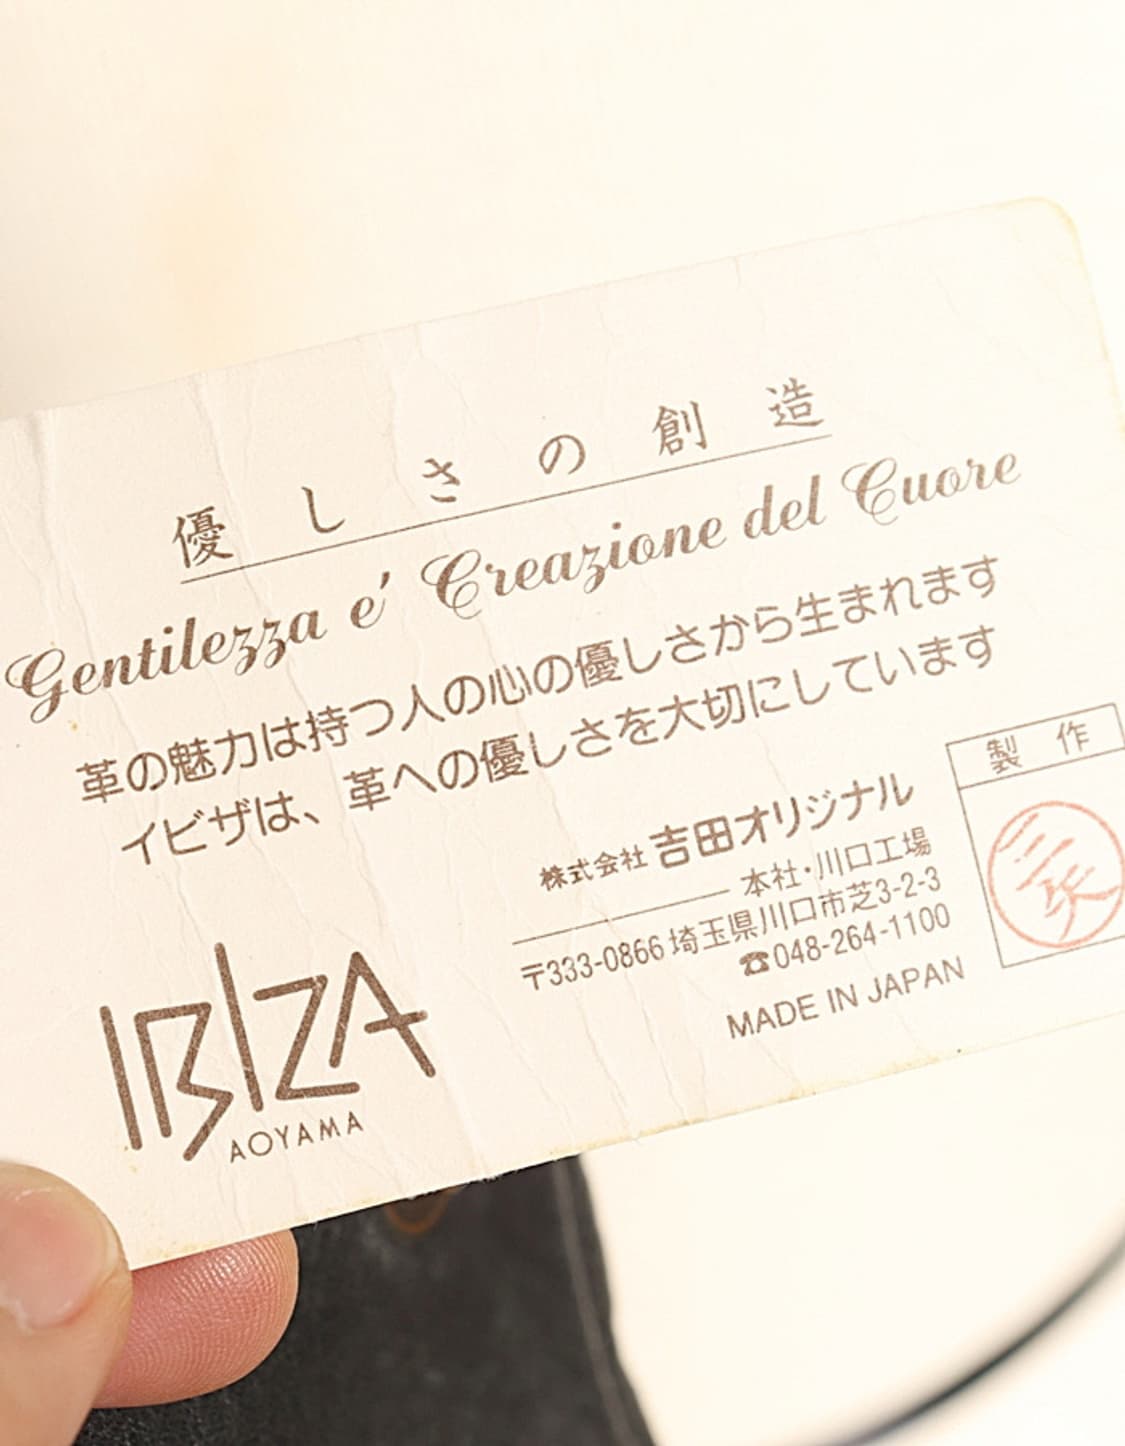 優しさの創造
Gentilezza e' Creazione del Cuore
革の魅力は持つ人の心の優しさから生まれます
イビザは、革への優しさを大切にしています
株式会社 吉田オリジナル
本社・川口工場
〒333-0866 埼玉県川口市芝3-2-3
☎048-264-1100
MADE IN JAPAN
製作
IBIZA
AOYAMA